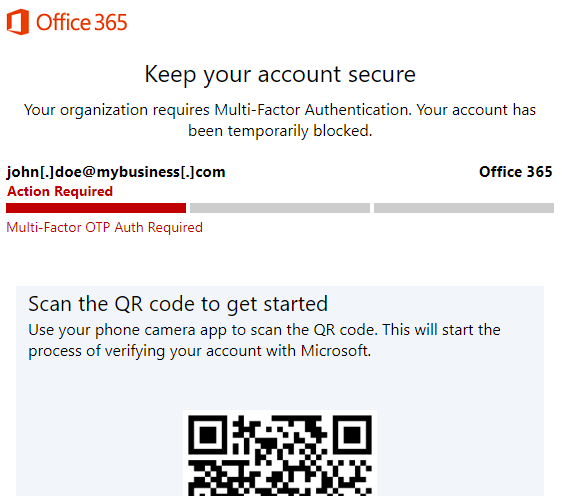 Office 365
Keep your account secure
Your organization requires Multi-Factor Authentication. Your account has
been temporarily blocked.
john[.]doe@mybusiness[.]com Office 365
Action Required
Multi-Factor OTP Auth Required
Scan the QR code to get started
Use your phone camera app to scan the QR code. This will start the
process of verifying your account with Microsoft.